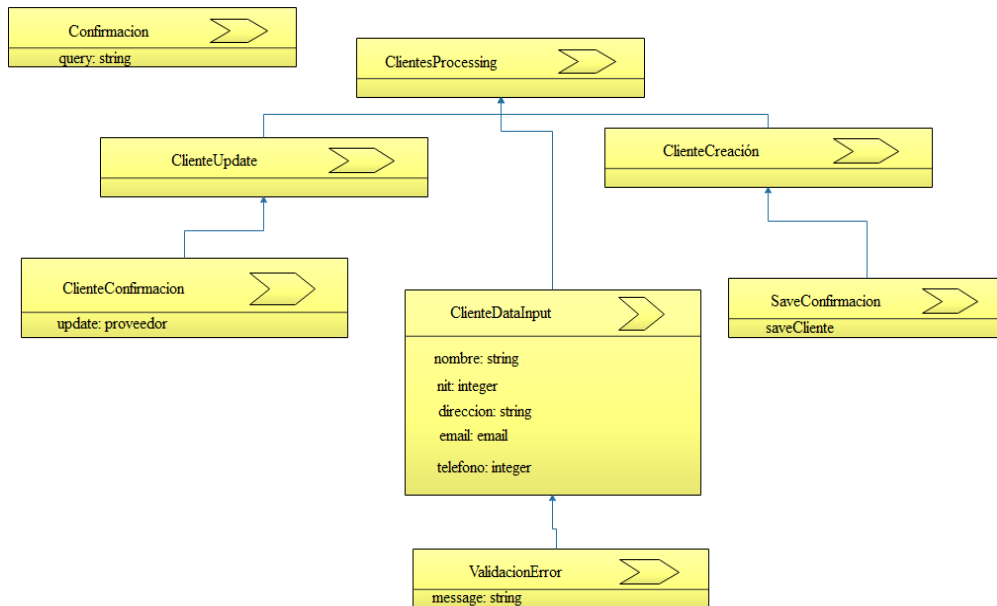 Confirmacion
query: string
ClientesProcessing
ClienteUpdate
ClienteCreación
ClienteConfirmacion
update: proveedor
ClienteDataInput
nombre: string
nit: integer
direccion: string
email: email
telefono: integer
SaveConfirmacion
saveCliente
ValidacionError
message: string